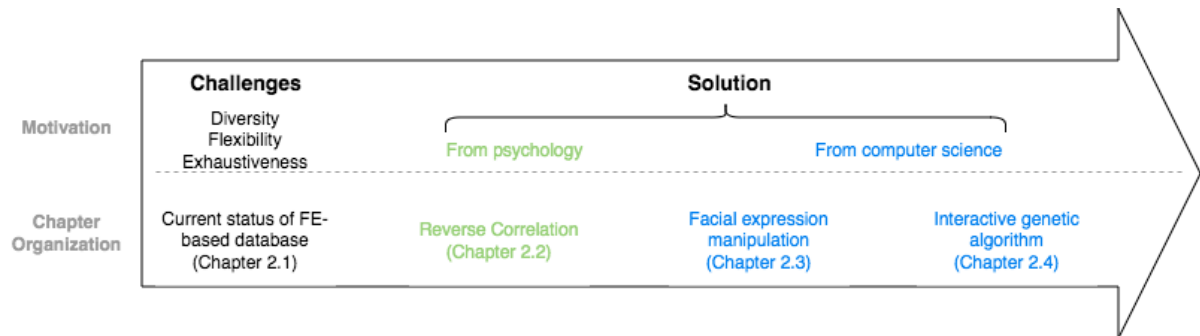 Challenges
Solution
Motivation
Diversity
Flexibility
Exhaustiveness
From psychology
From computer science
Chapter
Organization
Current status of FE-
based database
(Chapter 2.1)
Reverse Correlation
(Chapter 2.2)
Facial expression
manipulation
(Chapter 2.3)
Interactive genetic
algorithm
(Chapter 2.4)